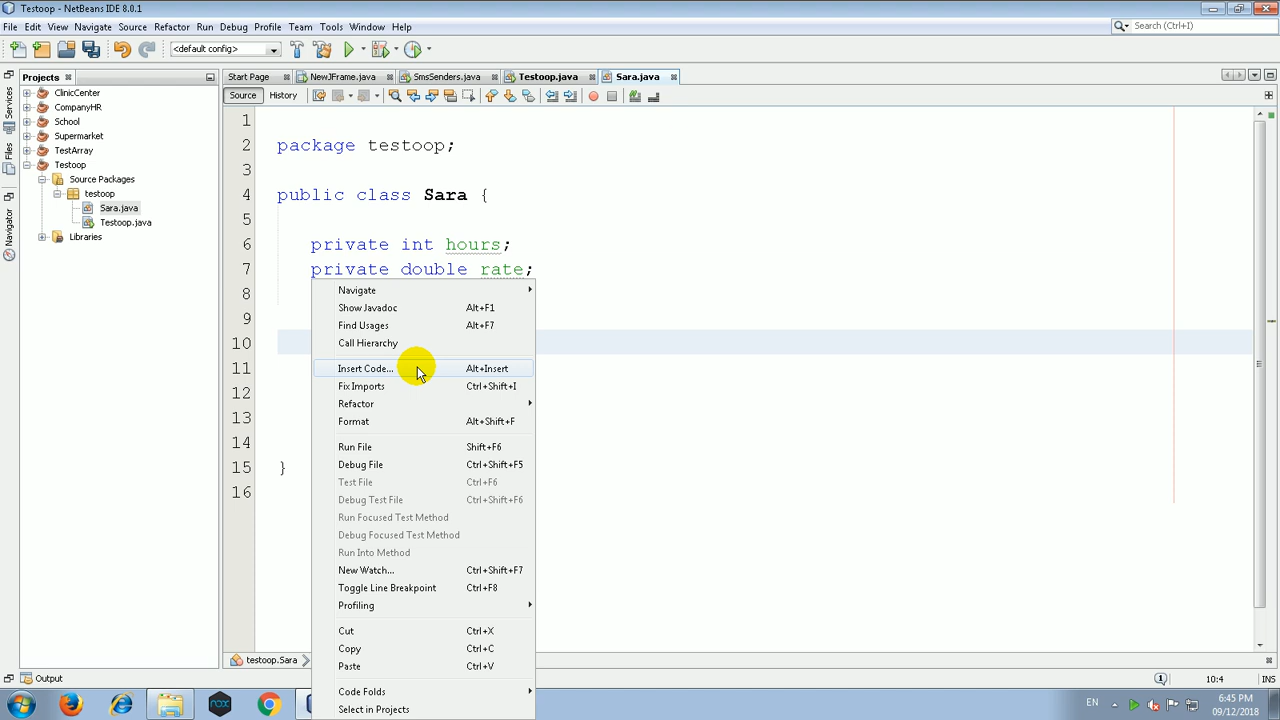 Testoop - NetBeans IDE 8.0.1
File Edit View Navigate Source Refactor Run Debug Profile Team Tools Window Help
Search (Ctrl+I)
<default config>
Projects
Start Page NewJFrame.java SmsSenders.java Testoop.java Sara.java
Source History
Services
Files
Navigator
ClinicCenter
CompanyHR
School
Supermarket
TestArray
Testoop
Source Packages
testoop
Sara.java
Testoop.java
Libraries
1
2 package testoop;
3
4 public class Sara {
5
6 private int hours;
7 private double rate;
8
9
10
11
12
13
14
15 }
16
Navigate
Show Javadoc Alt+F1
Find Usages Alt+F7
Call Hierarchy
Insert Code... Alt+Insert
Fix Imports Ctrl+Shift+I
Refactor
Format Alt+Shift+F
Run File Shift+F6
Debug File Ctrl+Shift+F5
Test File Ctrl+F6
Debug Test File Ctrl+Shift+F6
Run Focused Test Method
Debug Focused Test Method
Run Into Method
New Watch... Ctrl+Shift+F7
Toggle Line Breakpoint Ctrl+F8
Profiling
Cut Ctrl+X
Copy Ctrl+C
Paste Ctrl+V
Code Folds
Select in Projects
testoop.Sara
Output
1
10:4 INS
EN
6:45 PM
09/12/2018